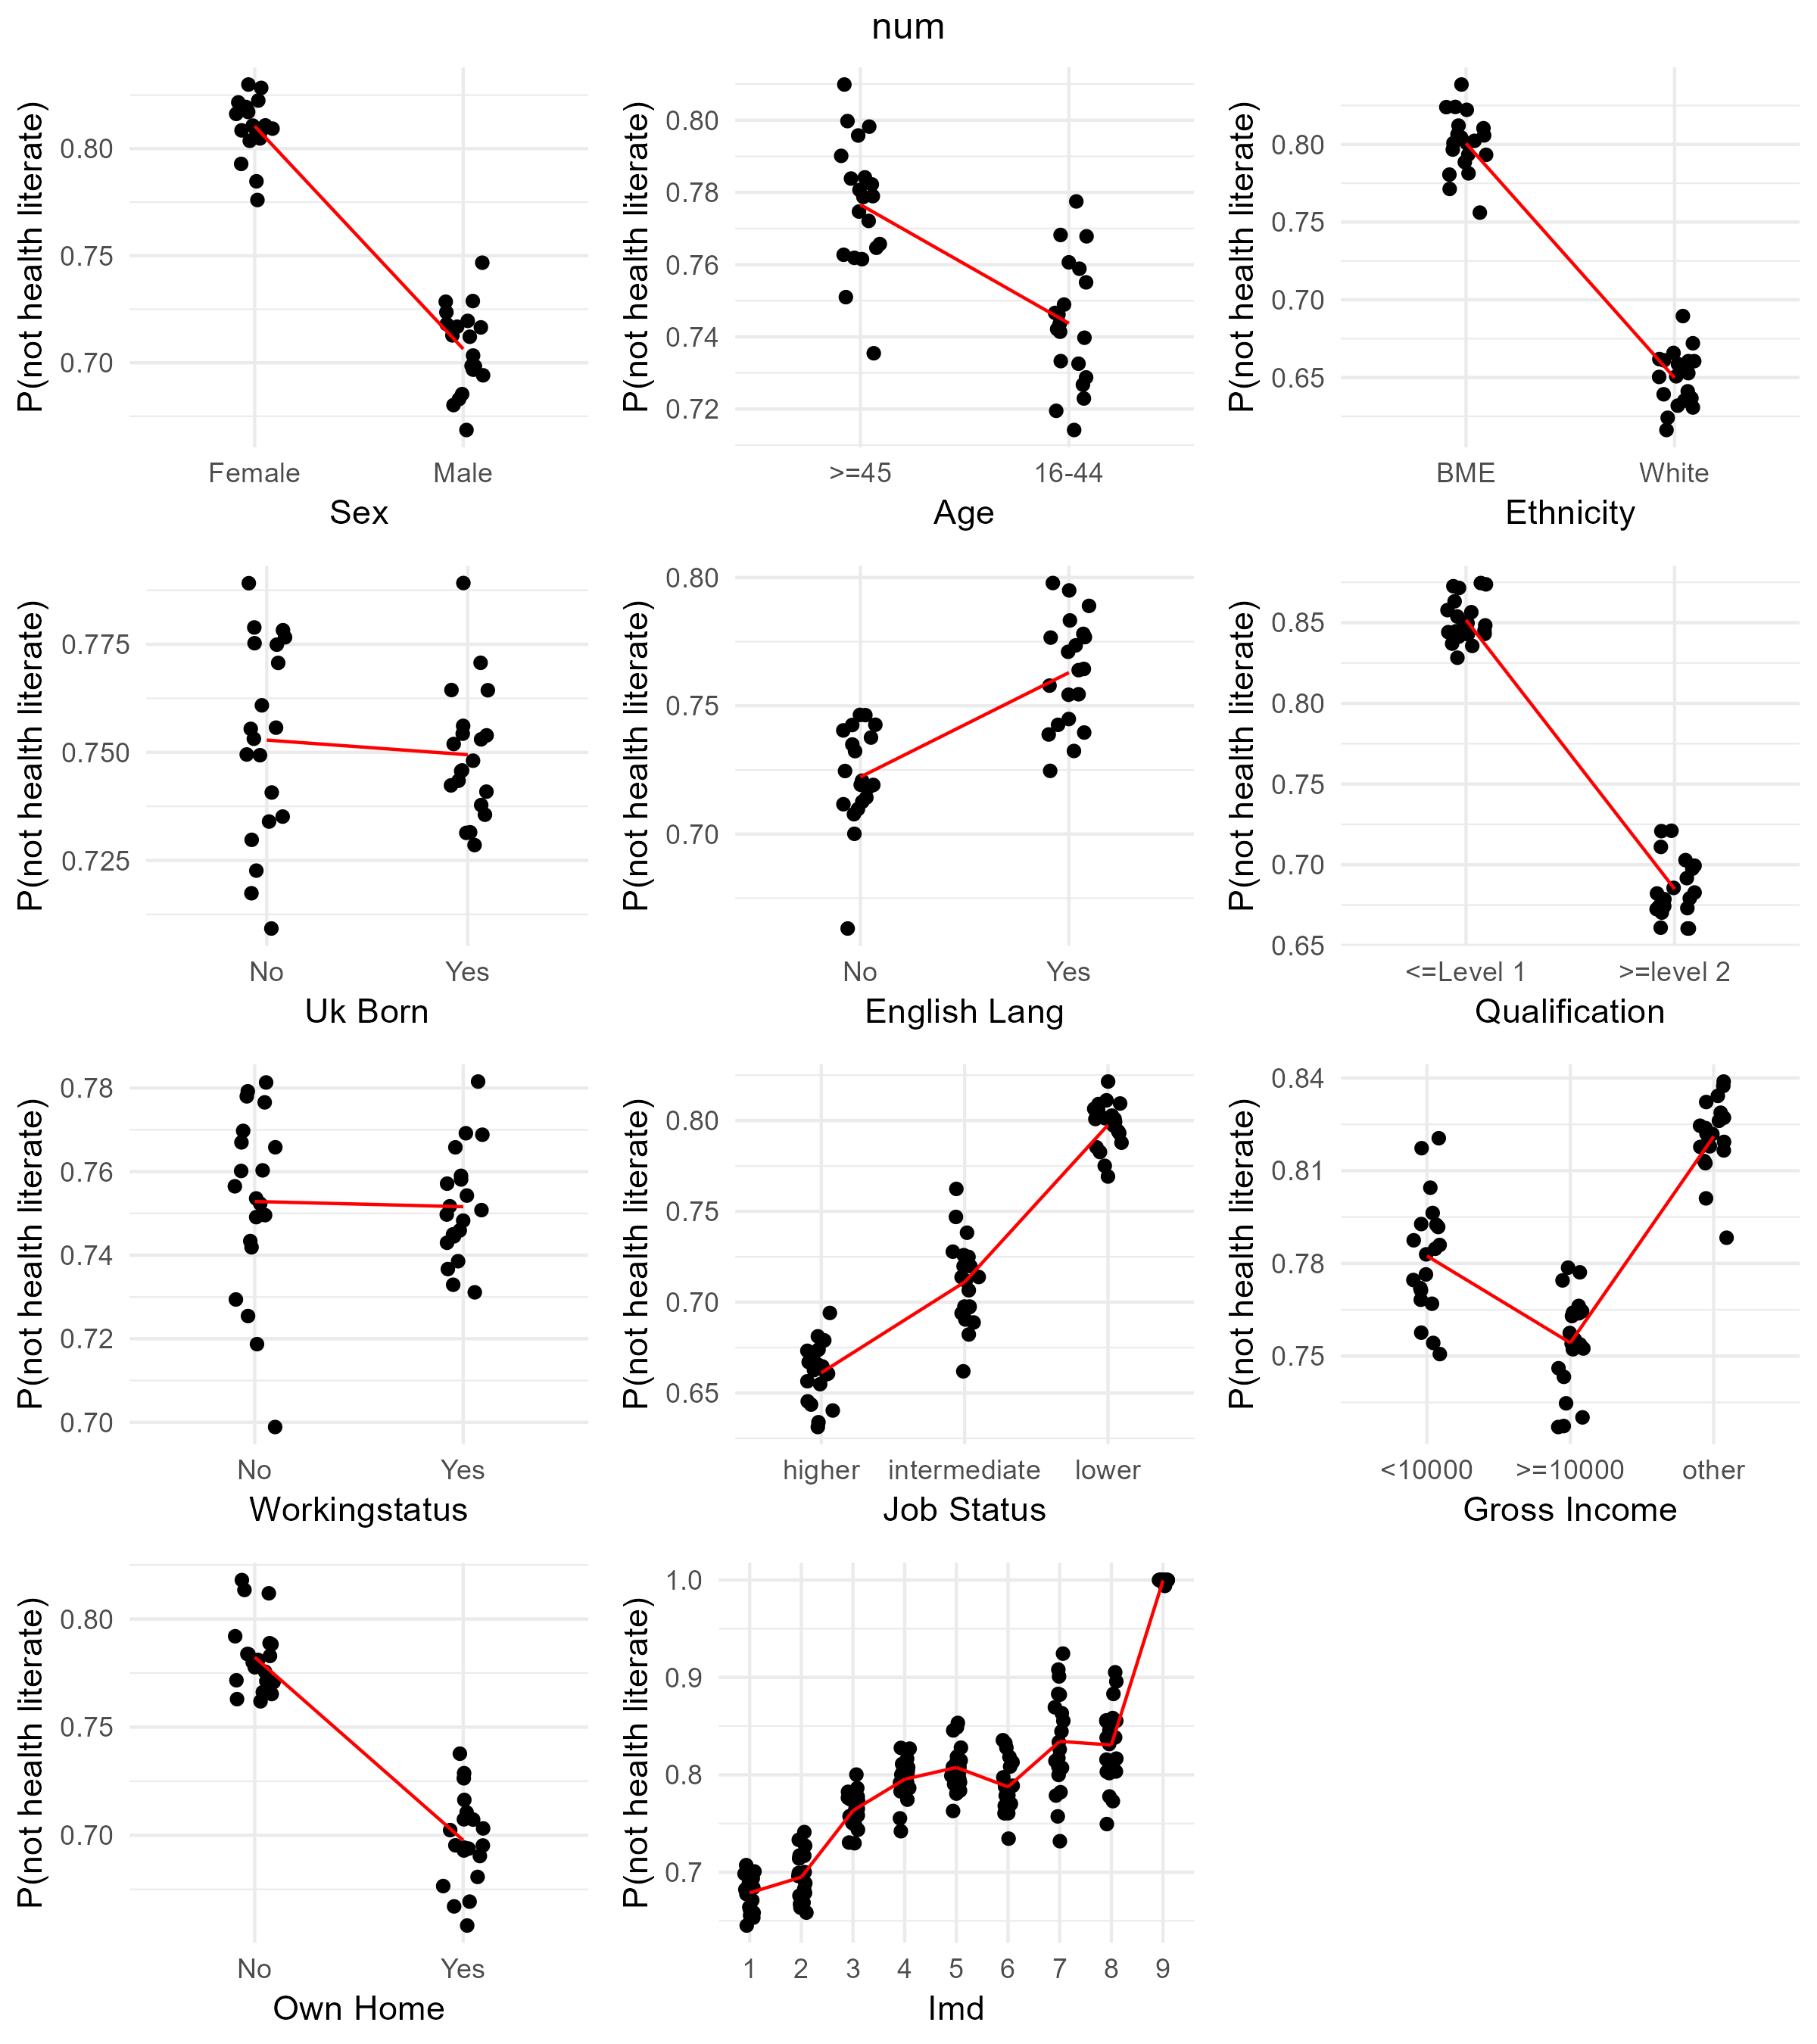 num
P(not health literate)
0.80
0.75
0.70
Female Male
Sex
P(not health literate)
0.80
0.78
0.76
0.74
0.72
>=45 16-44
Age
P(not health literate)
0.80
0.75
0.70
0.65
BME White
Ethnicity
P(not health literate)
0.775
0.750
0.725
No Yes
Uk Born
P(not health literate)
0.80
0.75
0.70
No Yes
English Lang
P(not health literate)
0.85
0.80
0.75
0.70
0.65
<=Level 1 >=level 2
Qualification
P(not health literate)
0.78
0.76
0.74
0.72
0.70
No Yes
Workingstatus
P(not health literate)
0.80
0.75
0.70
0.65
higher intermediate lower
Job Status
P(not health literate)
0.84
0.81
0.78
0.75
<10000 >=10000 other
Gross Income
P(not health literate)
0.80
0.75
0.70
No Yes
Own Home
P(not health literate)
1.0
0.9
0.8
0.7
1 2 3 4 5 6 7 8 9
Imd